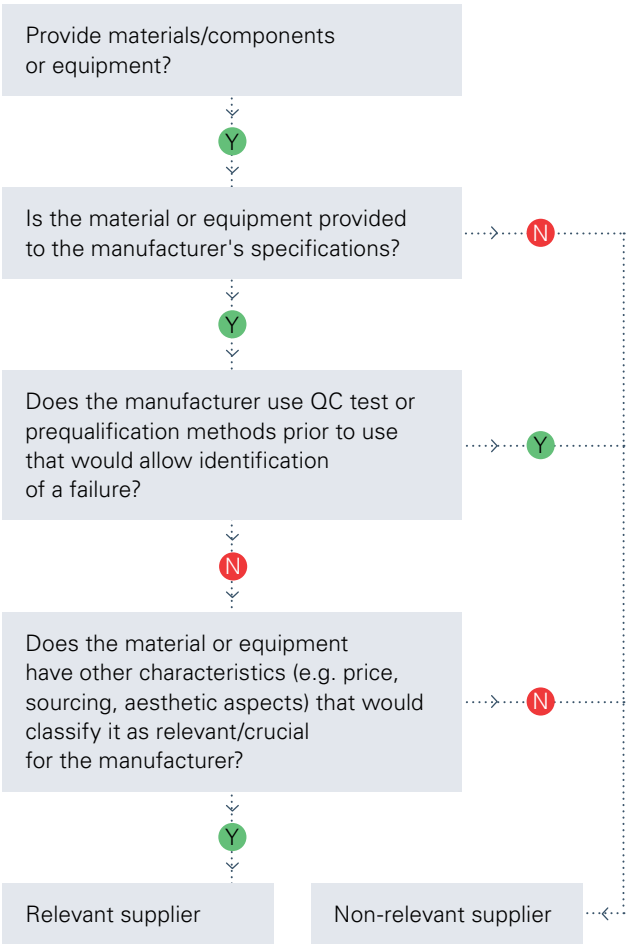 Provide materials/components
or equipment?
Y
Is the material or equipment provided
to the manufacturer's specifications?
N
Y
Does the manufacturer use QC test or
prequalification methods prior to use
that would allow identification
of a failure?
Y
N
Does the material or equipment
have other characteristics (e.g. price,
sourcing, aesthetic aspects) that would
classify it as relevant/crucial
for the manufacturer?
N
Y
Relevant supplier
Non-relevant supplier